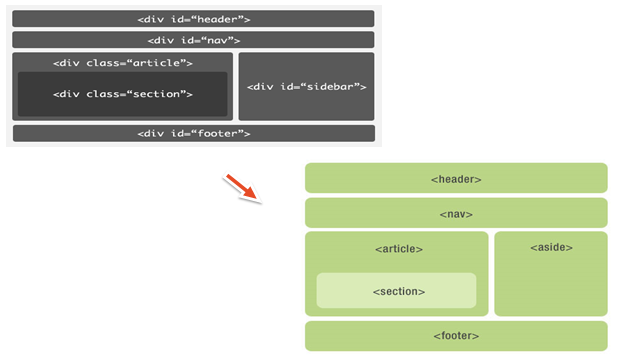 <div id=“header”>
<div id=“nav”>
<div class=“article”>
<div class=“section”>
<div id=“sidebar”>
<div id=“footer”>
<header>
<nav>
<article>
<section>
<aside>
<footer>